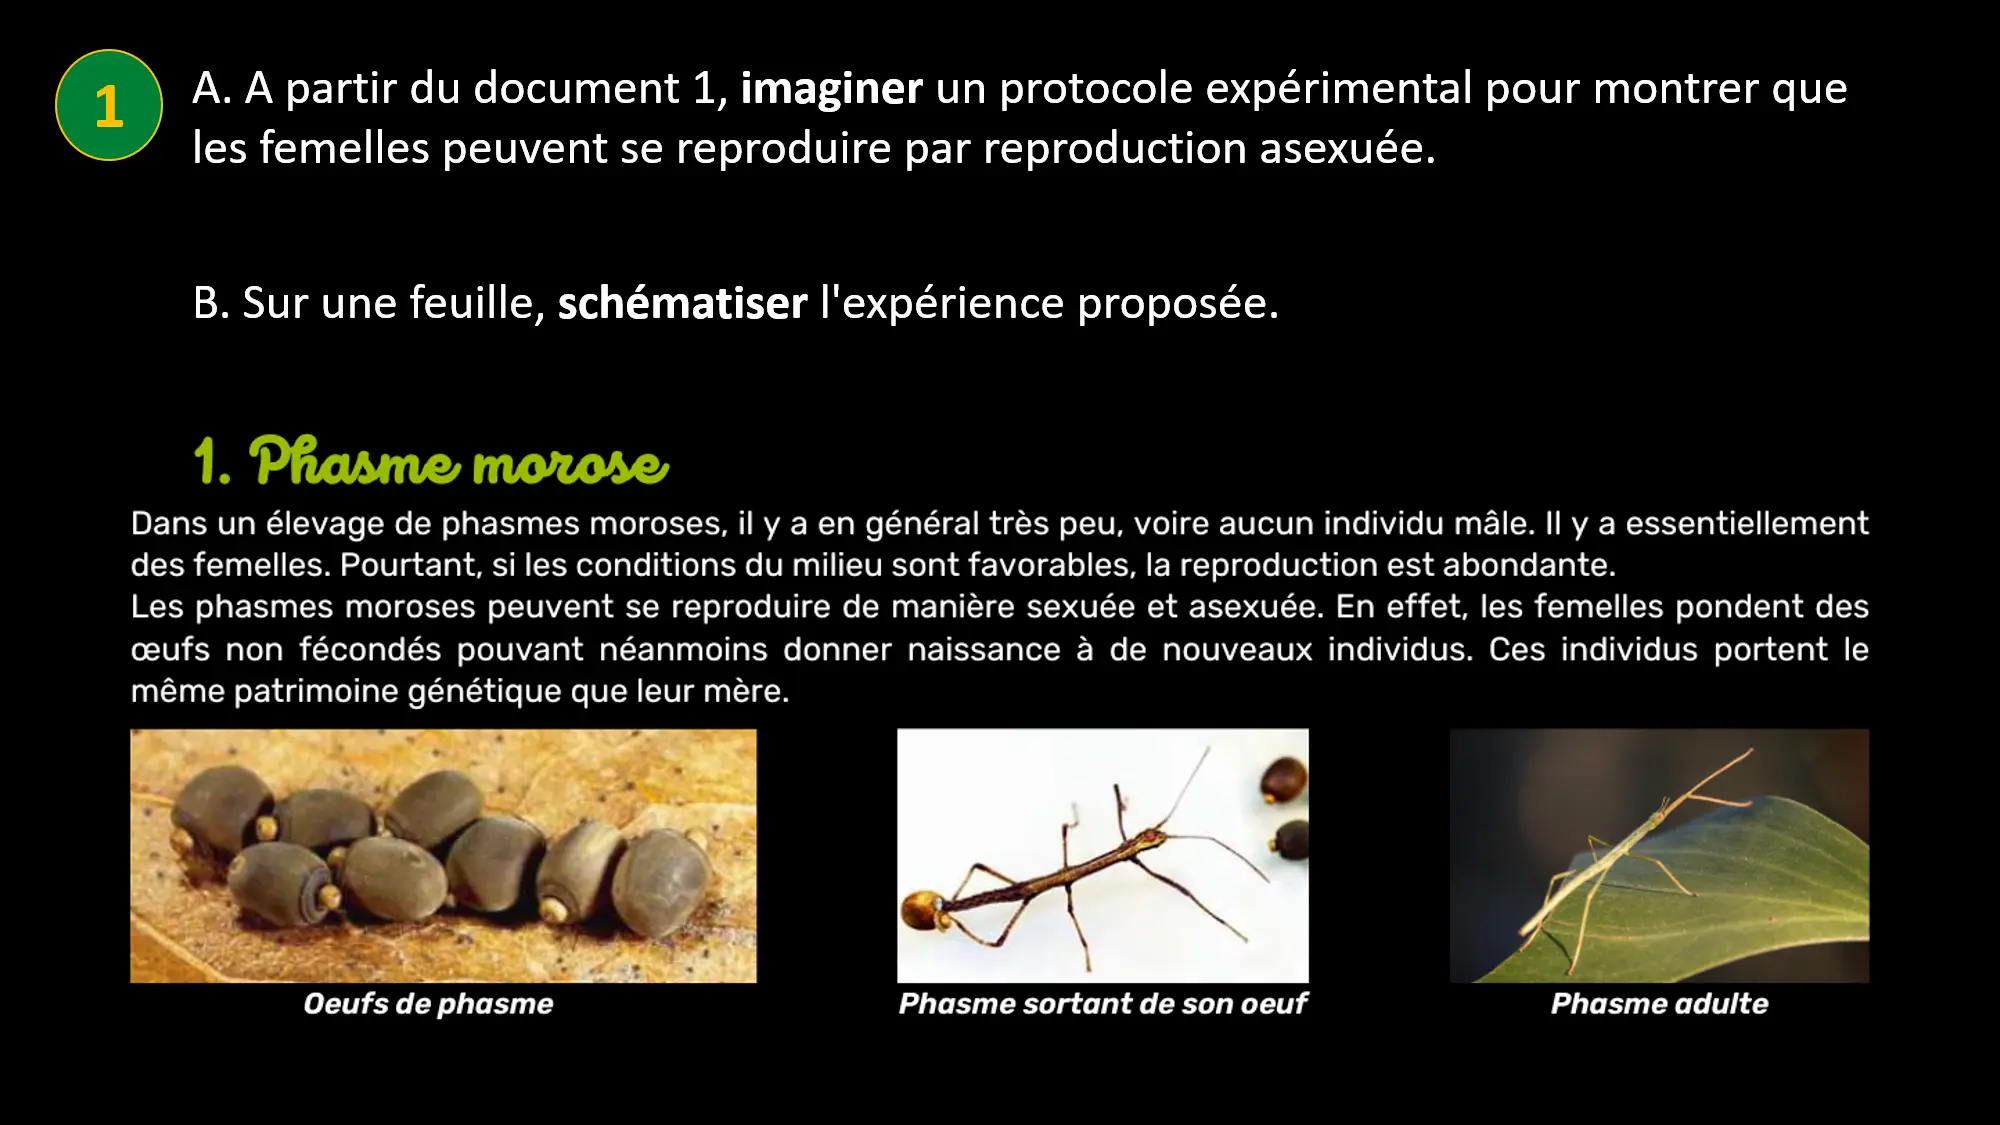 1
A. A partir du document 1, imaginer un protocole expérimental pour montrer que
les femelles peuvent se reproduire par reproduction asexuée.
B. Sur une feuille, schématiser l'expérience proposée.
1. Phasme morose
Dans un élevage de phasmes moroses, il y a en général très peu, voire aucun individu mâle. Il y a essentiellement
des femelles. Pourtant, si les conditions du milieu sont favorables, la reproduction est abondante.
Les phasmes moroses peuvent se reproduire de manière sexuée et asexuée. En effet, les femelles pondent des
œufs non fécondés pouvant néanmoins donner naissance à de nouveaux individus. Ces individus portent le
même patrimoine génétique que leur mère.
Oeufs de phasme
Phasme sortant de son oeuf
Phasme adulte